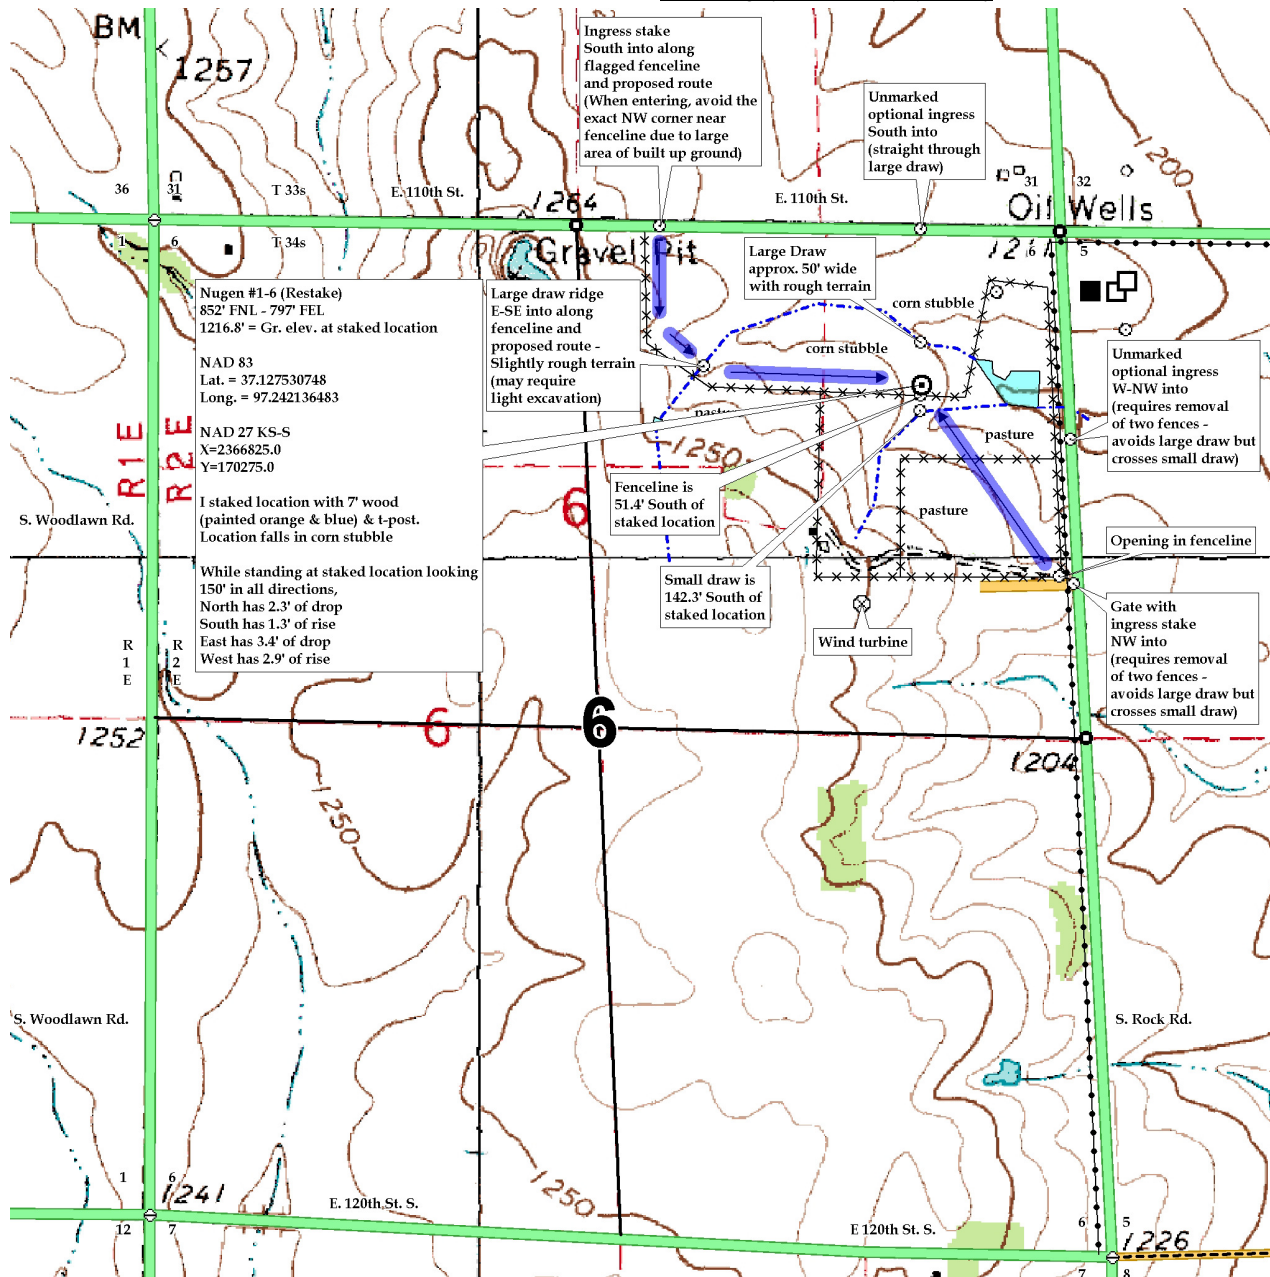 BM
1257
Ingress stake
South into along
flagged fenceline
and proposed route
(When entering, avoid the
exact NW corner near
fenceline due to large
area of built up ground)
Unmarked
optional ingress
South into
(straight through
large draw)
1200
36
31
T 33s
E. 110th St.
1264
E. 110th St.
31
32
Oil Wells
1
6
T 34s
Gravel Pit
1211
6
5
Large Draw
approx. 50' wide
with rough terrain
corn stubble
corn stubble
Nugen #1-6 (Restake)
852' FNL - 797' FEL
1216.8' = Gr. elev. at staked location
NAD 83
Lat. = 37.127530748
Long. = 97.242136483
NAD 27 KS-S
X=2366825.0
Y=170275.0
I staked location with 7' wood
(painted orange & blue) & t-post.
Location falls in corn stubble
While standing at staked location looking
150' in all directions,
North has 2.3' of drop
South has 1.3' of rise
East has 3.4' of drop
West has 2.9' of rise
Large draw ridge
E-SE into along
fenceline and
proposed route -
Slightly rough terrain
(may require
light excavation)
Unmarked
optional ingress
W-NW into
(requires removal
of two fences -
avoids large draw but
crosses small draw)
R1E
R2E
1250
pasture
pasture
Fenceline is
51.4' South of
staked location
6
S. Woodlawn Rd.
Opening in fenceline
Small draw is
142.3' South of
staked location
Wind turbine
Gate with
ingress stake
NW into
(requires removal
of two fences -
avoids large draw but
crosses small draw)
R
1
E
R
2
E
1252
6
6
1204
1250
S. Woodlawn Rd.
S. Rock Rd.
1
6
1241
E. 120th St. S.
1250
E 120th St. S.
6
5
1226
12
7
7
8